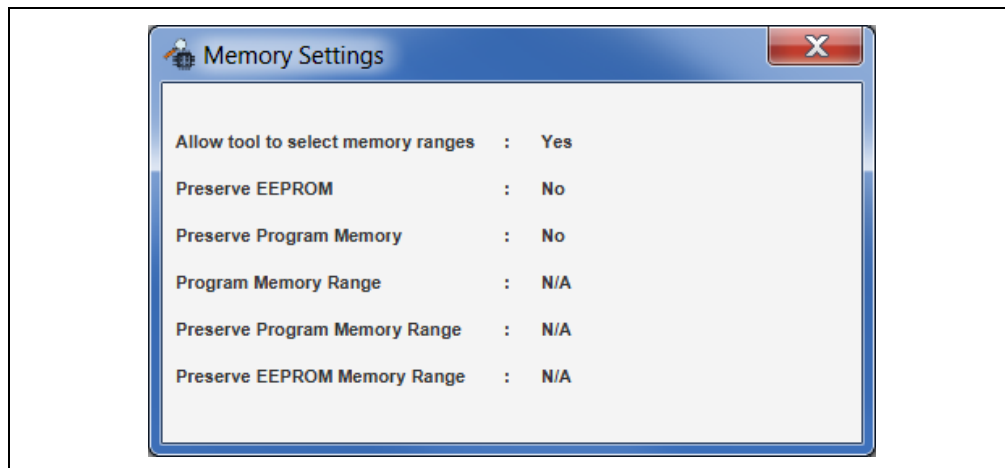 Memory Settings
Allow tool to select memory ranges : Yes
Preserve EEPROM : No
Preserve Program Memory : No
Program Memory Range : N/A
Preserve Program Memory Range : N/A
Preserve EEPROM Memory Range : N/A